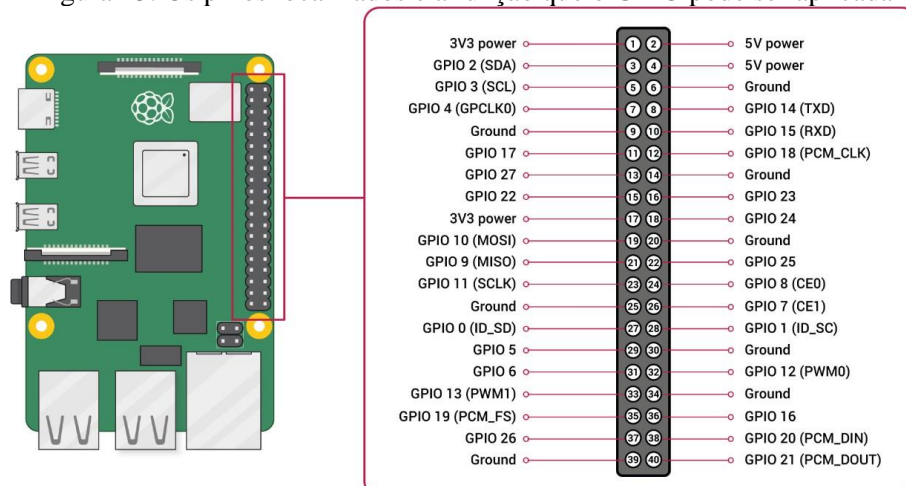 3V3 power 1 2 5V power
GPIO 2 (SDA) 3 4 5V power
GPIO 3 (SCL) 5 6 Ground
GPIO 4 (GPCLK0) 7 8 GPIO 14 (TXD)
Ground 9 10 GPIO 15 (RXD)
GPIO 17 11 12 GPIO 18 (PCM_CLK)
GPIO 27 13 14 Ground
GPIO 22 15 16 GPIO 23
3V3 power 17 18 GPIO 24
GPIO 10 (MOSI) 19 20 Ground
GPIO 9 (MISO) 21 22 GPIO 25
GPIO 11 (SCLK) 23 24 GPIO 8 (CE0)
Ground 25 26 GPIO 7 (CE1)
GPIO 0 (ID_SD) 27 28 GPIO 1 (ID_SC)
GPIO 5 29 30 Ground
GPIO 6 31 32 GPIO 12 (PWM0)
GPIO 13 (PWM1) 33 34 Ground
GPIO 19 (PCM_FS) 35 36 GPIO 16
GPIO 26 37 38 GPIO 20 (PCM_DIN)
Ground 39 40 GPIO 21 (PCM_DOUT)